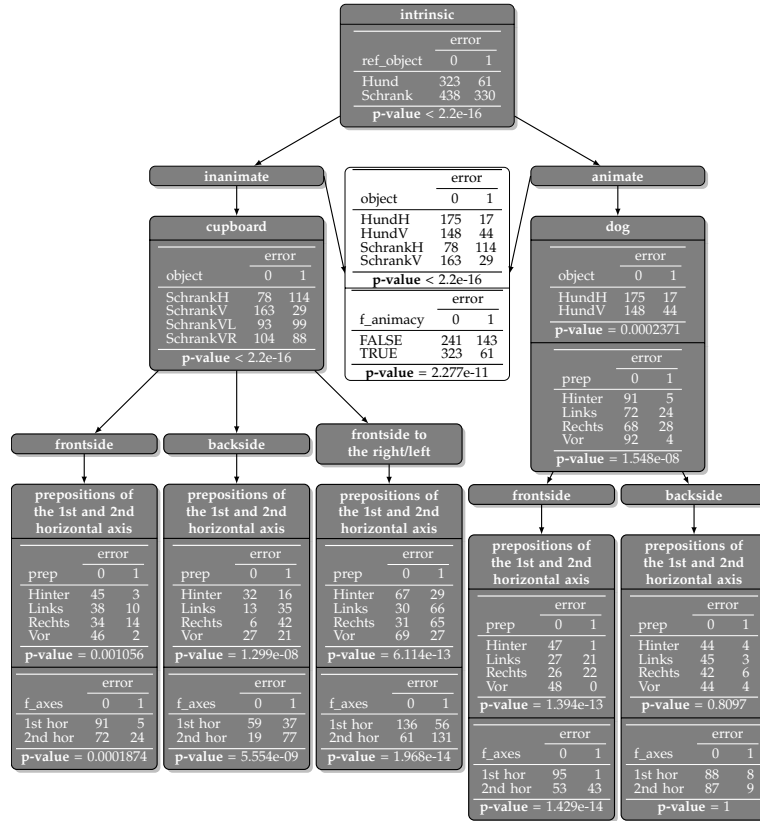 intrinsic
error
ref_object 0 1
Hund 323 61
Schrank 438 330
p-value < 2.2e-16
inanimate
animate
error
object 0 1
HundH 175 17
HundV 148 44
SchrankH 78 114
SchrankV 163 29
p-value < 2.2e-16
error
f_animacy 0 1
FALSE 241 143
TRUE 323 61
p-value = 2.277e-11
cupboard
error
object 0 1
SchrankH 78 114
SchrankV 163 29
SchrankVL 93 99
SchrankVR 104 88
p-value < 2.2e-16
dog
error
object 0 1
HundH 175 17
HundV 148 44
p-value = 0.0002371
error
prep 0 1
Hinter 91 5
Links 72 24
Rechts 68 28
Vor 92 4
p-value = 1.548e-08
frontside
prepositions of
the 1st and 2nd
horizontal axis
error
prep 0 1
Hinter 45 3
Links 38 10
Rechts 34 14
Vor 46 2
p-value = 0.001056
error
f_axes 0 1
1st hor 91 5
2nd hor 72 24
p-value = 0.0001874
backside
prepositions of
the 1st and 2nd
horizontal axis
error
prep 0 1
Hinter 32 16
Links 13 35
Rechts 6 42
Vor 27 21
p-value = 1.299e-08
error
f_axes 0 1
1st hor 59 37
2nd hor 19 77
p-value = 5.554e-09
frontside to
the right/left
prepositions of
the 1st and 2nd
horizontal axis
error
prep 0 1
Hinter 67 29
Links 30 66
Rechts 31 65
Vor 69 27
p-value = 6.114e-13
error
f_axes 0 1
1st hor 136 56
2nd hor 61 131
p-value = 1.968e-14
frontside
prepositions of
the 1st and 2nd
horizontal axis
error
prep 0 1
Hinter 47 1
Links 27 21
Rechts 26 22
Vor 48 0
p-value = 1.394e-13
error
f_axes 0 1
1st hor 95 1
2nd hor 53 43
p-value = 1.429e-14
backside
prepositions of
the 1st and 2nd
horizontal axis
error
prep 0 1
Hinter 44 4
Links 45 3
Rechts 42 6
Vor 44 4
p-value = 0.8097
error
f_axes 0 1
1st hor 88 8
2nd hor 87 9
p-value = 1